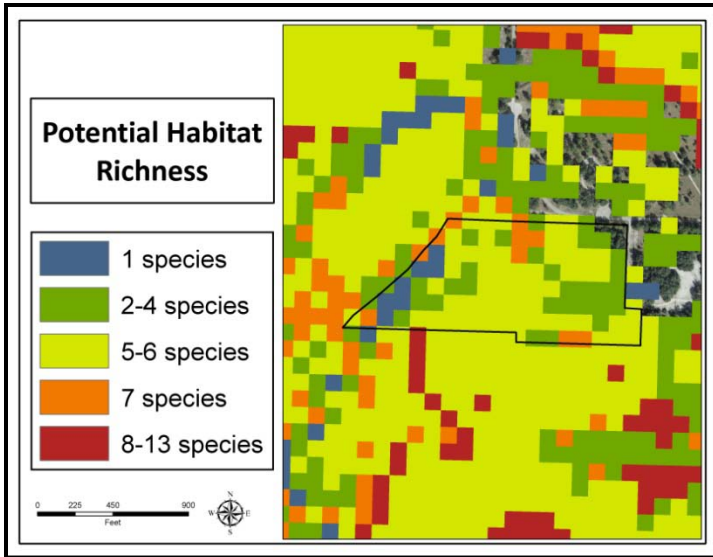 Potential Habitat
Richness
1 species
2-4 species
5-6 species
7 species
8-13 species
0 225 450 900
Feet
N
W E
S